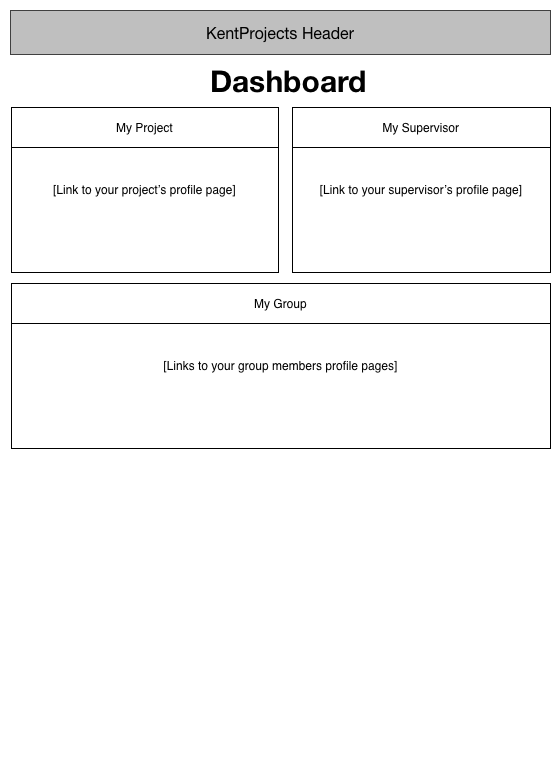 KentProjects Header
Dashboard
My Project
My Supervisor
[Link to your project’s profile page]
[Link to your supervisor’s profile page]
My Group
[Links to your group members profile pages]